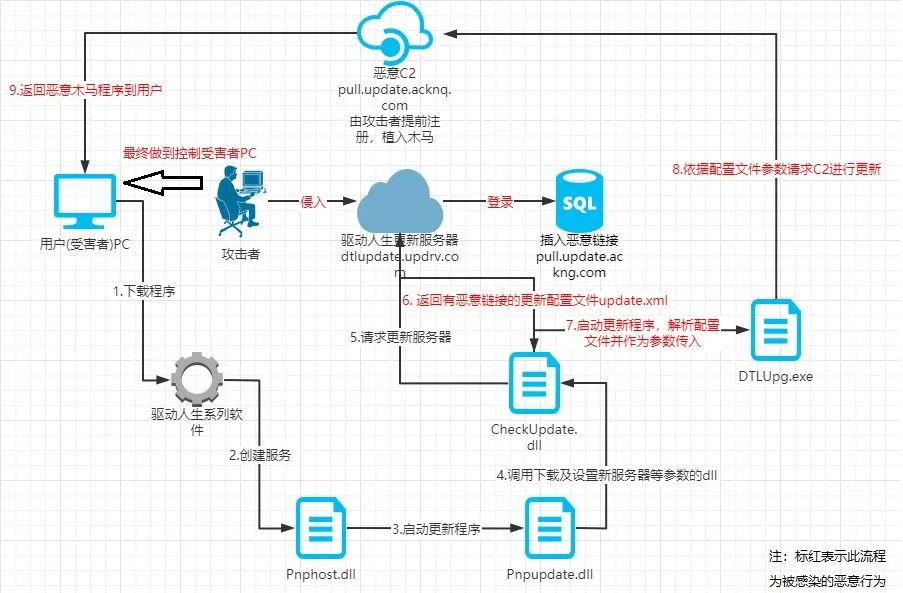 恶意C2
pull.update.acknq.
com
由攻击者提前注
册，植入木马
9.返回恶意木马程序到用户
最终做到控制受害者PC
8.依据配置文件参数请求C2进行更新
侵入
登录
SQL
用户(受害者)PC
攻击者
驱动人生更新服务器
dtlupdate.updrv.co
m
插入恶意链接
pull.update.ac
kng.com
1.下载程序
6. 返回有恶意链接的更新配置文件update.xml
5.请求更新服务器
7.启动更新程序，解析配置
文件并作为参数传入
DTLUpg.exe
驱动人生系列软
件
CheckUpdate.
dll
2.创建服务
4.调用下载及设置新服务器等参数的dll
3.启动更新程序
Pnphost.dll
Pnpupdate.dll
注：标红表示此流程
为被感染的恶意行为